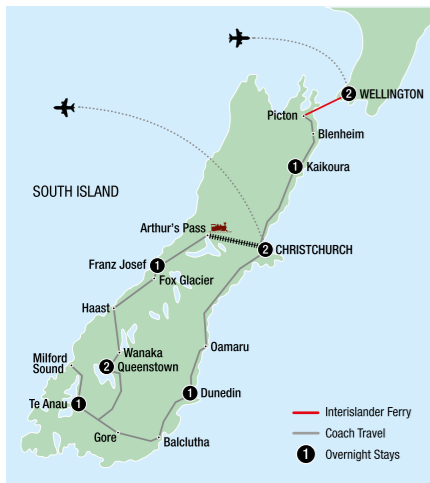 2 WELLINGTON
Picton
Blenheim
1 Kaikoura
SOUTH ISLAND
Arthur's Pass
2 CHRISTCHURCH
Franz Josef 1
Fox Glacier
Haast
Oamaru
Wanaka
Milford
Sound
2 Queenstown
1 Dunedin
Te Anau 1
Gore
Balclutha
Interislander Ferry
Coach Travel
1 Overnight Stays